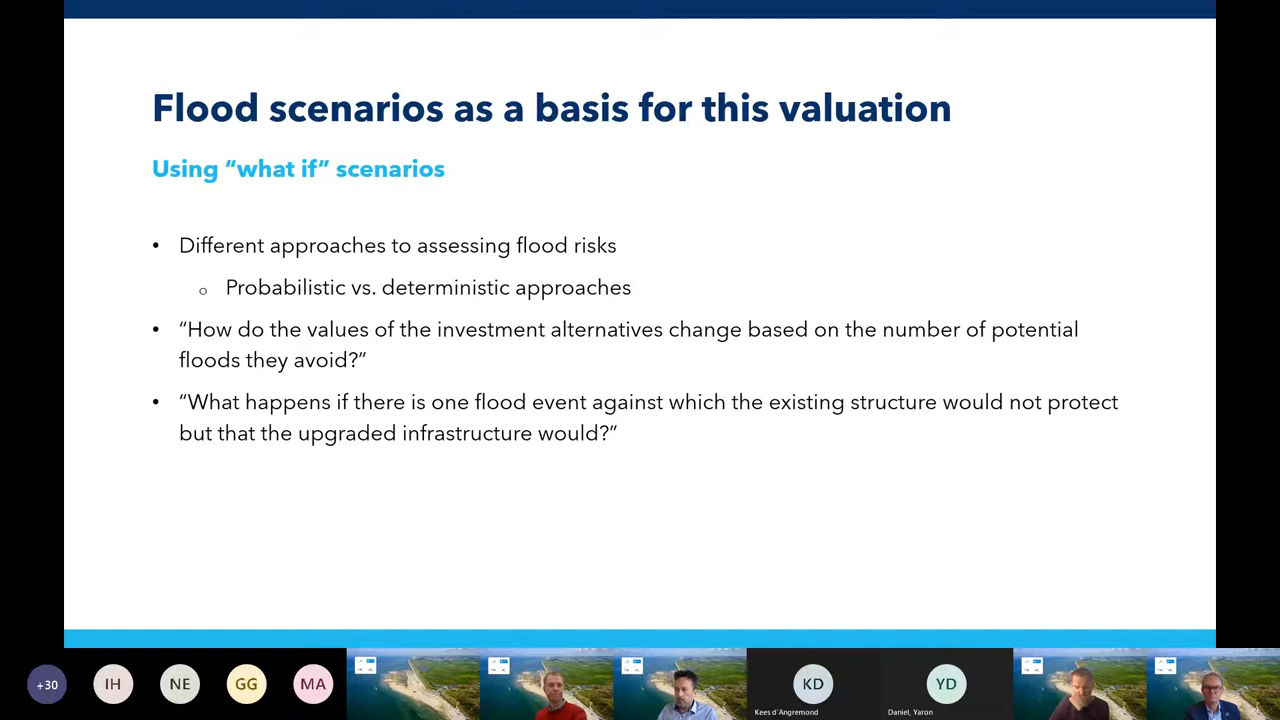 Flood scenarios as a basis for this valuation
Using “what if” scenarios
• Different approaches to assessing flood risks
o Probabilistic vs. deterministic approaches
• “How do the values of the investment alternatives change based on the number of potential
floods they avoid?”
• “What happens if there is one flood event against which the existing structure would not protect
but that the upgraded infrastructure would?”
+30 IH NE GG MA KD YD
Kees d'Angremond Daniel, Yaron